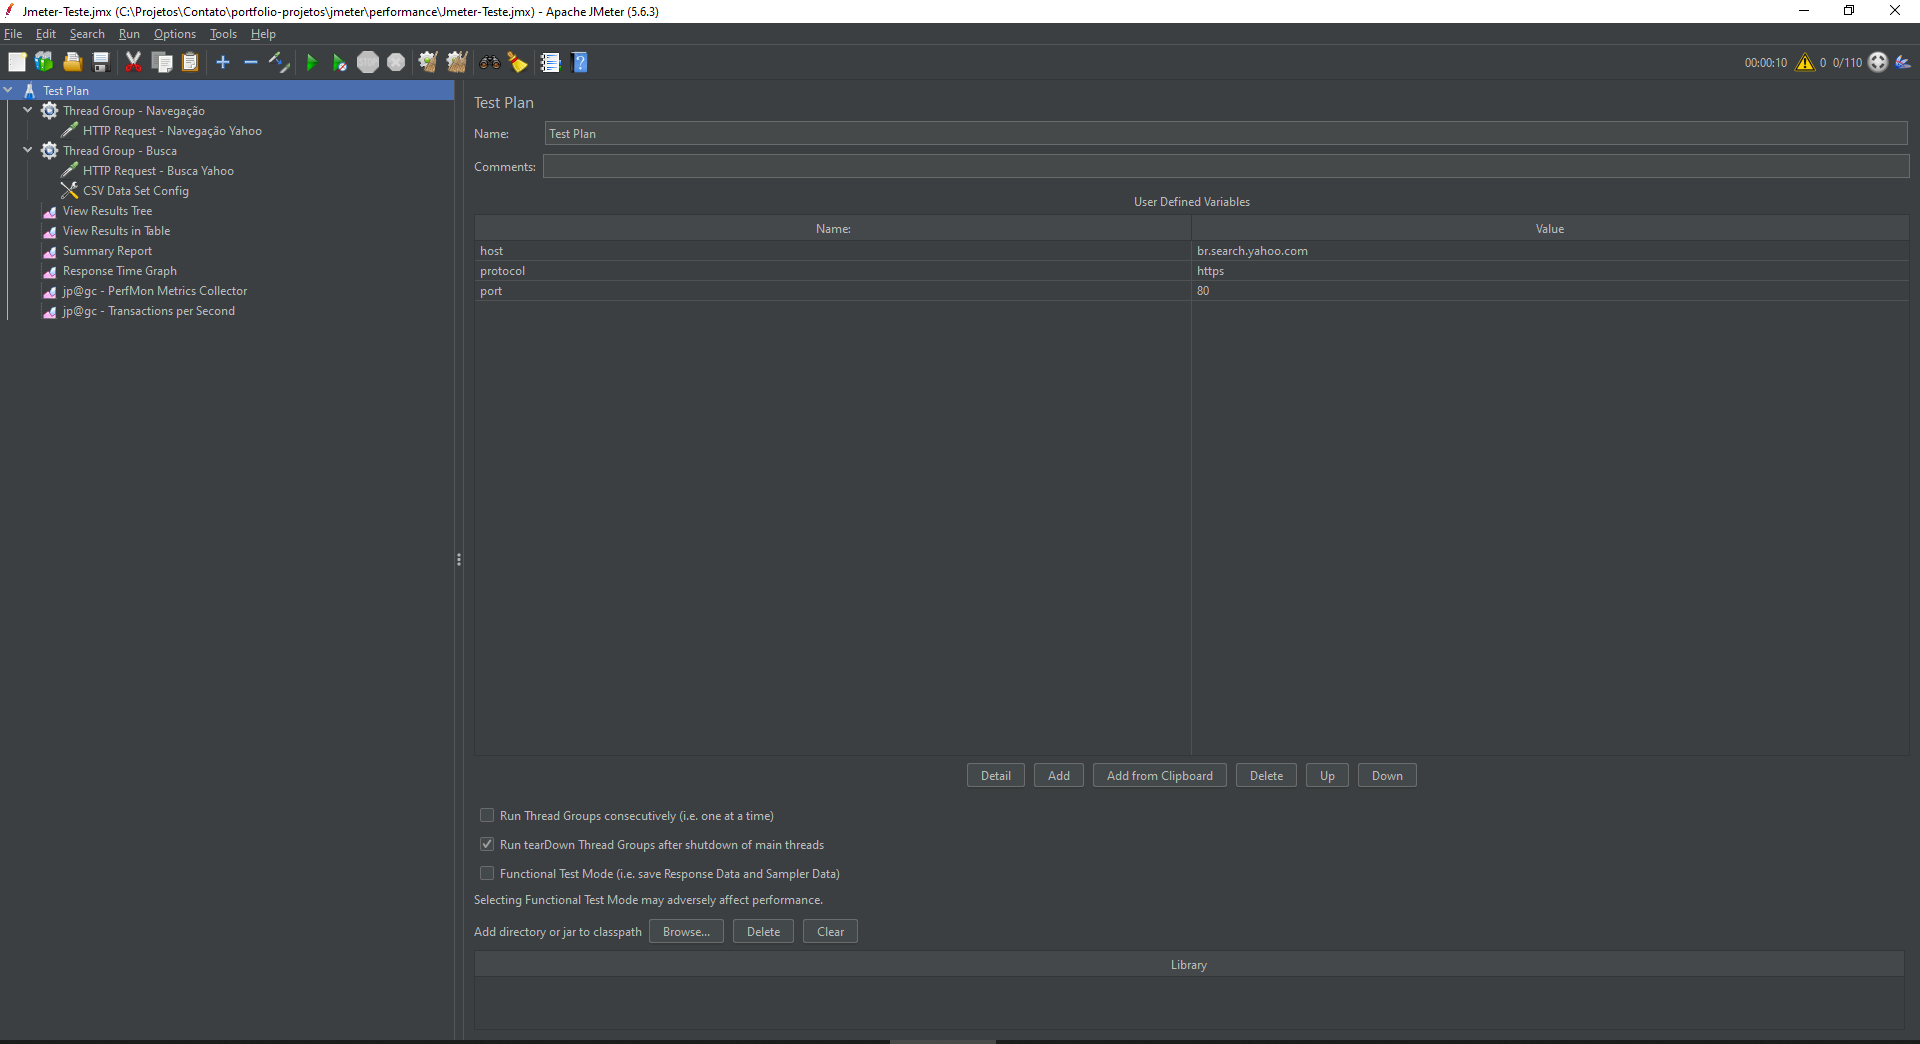 Jmeter-Teste.jmx (C:\Projetos\Contato\portfolio-projetos\jmeter\performance\Jmeter-Teste.jmx) - Apache JMeter (5.6.3)
File Edit Search Run Options Tools Help
STOP
00:00:10 0 0/110
Test Plan
Thread Group - Navegação
HTTP Request - Navegação Yahoo
Thread Group - Busca
HTTP Request - Busca Yahoo
CSV Data Set Config
View Results Tree
View Results in Table
Summary Report
Response Time Graph
jp@gc - PerfMon Metrics Collector
jp@gc - Transactions per Second
Test Plan
Name: Test Plan
Comments:
User Defined Variables
Name: Value
host br.search.yahoo.com
protocol https
port 80
Detail Add Add from Clipboard Delete Up Down
Run Thread Groups consecutively (i.e. one at a time)
Run tearDown Thread Groups after shutdown of main threads
Functional Test Mode (i.e. save Response Data and Sampler Data)
Selecting Functional Test Mode may adversely affect performance.
Add directory or jar to classpath Browse... Delete Clear
Library